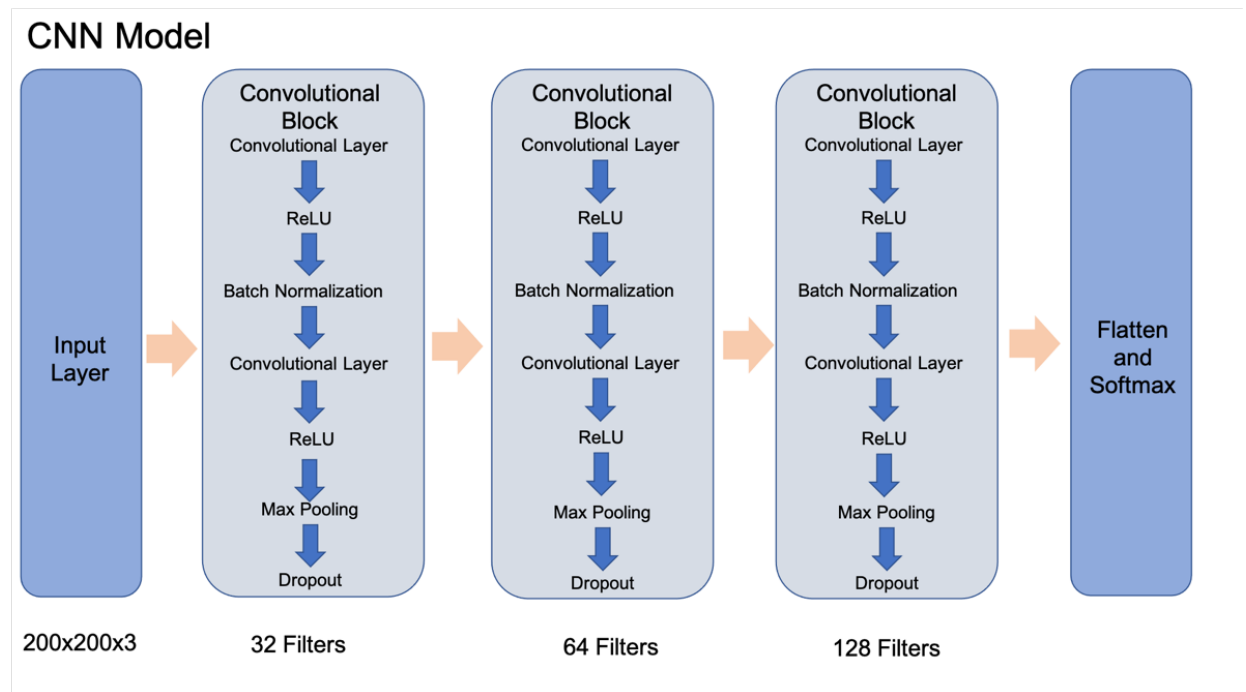 CNN Model
Input
Layer
200x200x3
Convolutional
Block
Convolutional Layer
ReLU
Batch Normalization
Convolutional Layer
ReLU
Max Pooling
Dropout
32 Filters
Convolutional
Block
Convolutional Layer
ReLU
Batch Normalization
Convolutional Layer
ReLU
Max Pooling
Dropout
64 Filters
Convolutional
Block
Convolutional Layer
ReLU
Batch Normalization
Convolutional Layer
ReLU
Max Pooling
Dropout
128 Filters
Flatten
and
Softmax